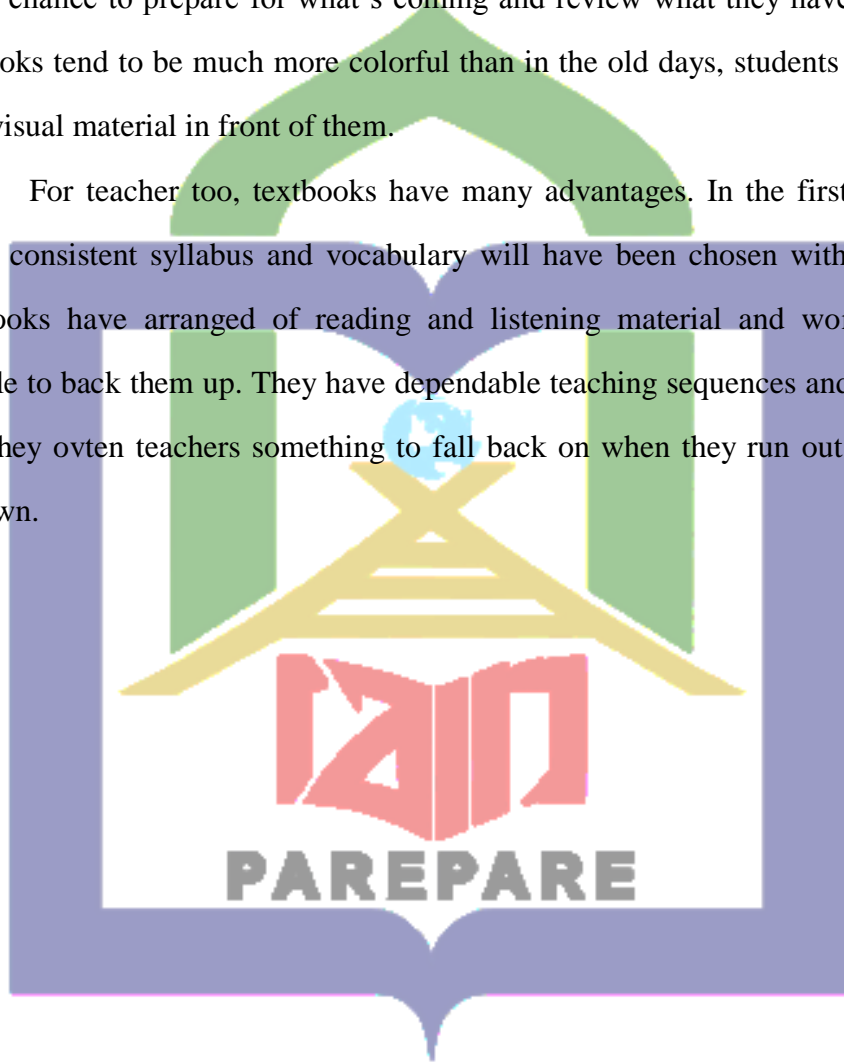 chance to prepare for what's coming and review what they have
ooks tend to be much more colorful than in the old days, students
visual material in front of them.
For teacher too, textbooks have many advantages. In the first
consistent syllabus and vocabulary will have been chosen with
ooks have arranged of reading and listening material and wor
le to back them up. They have dependable teaching sequences and
hey ovten teachers something to fall back on when they run out
wn.
iain
PAREPARE